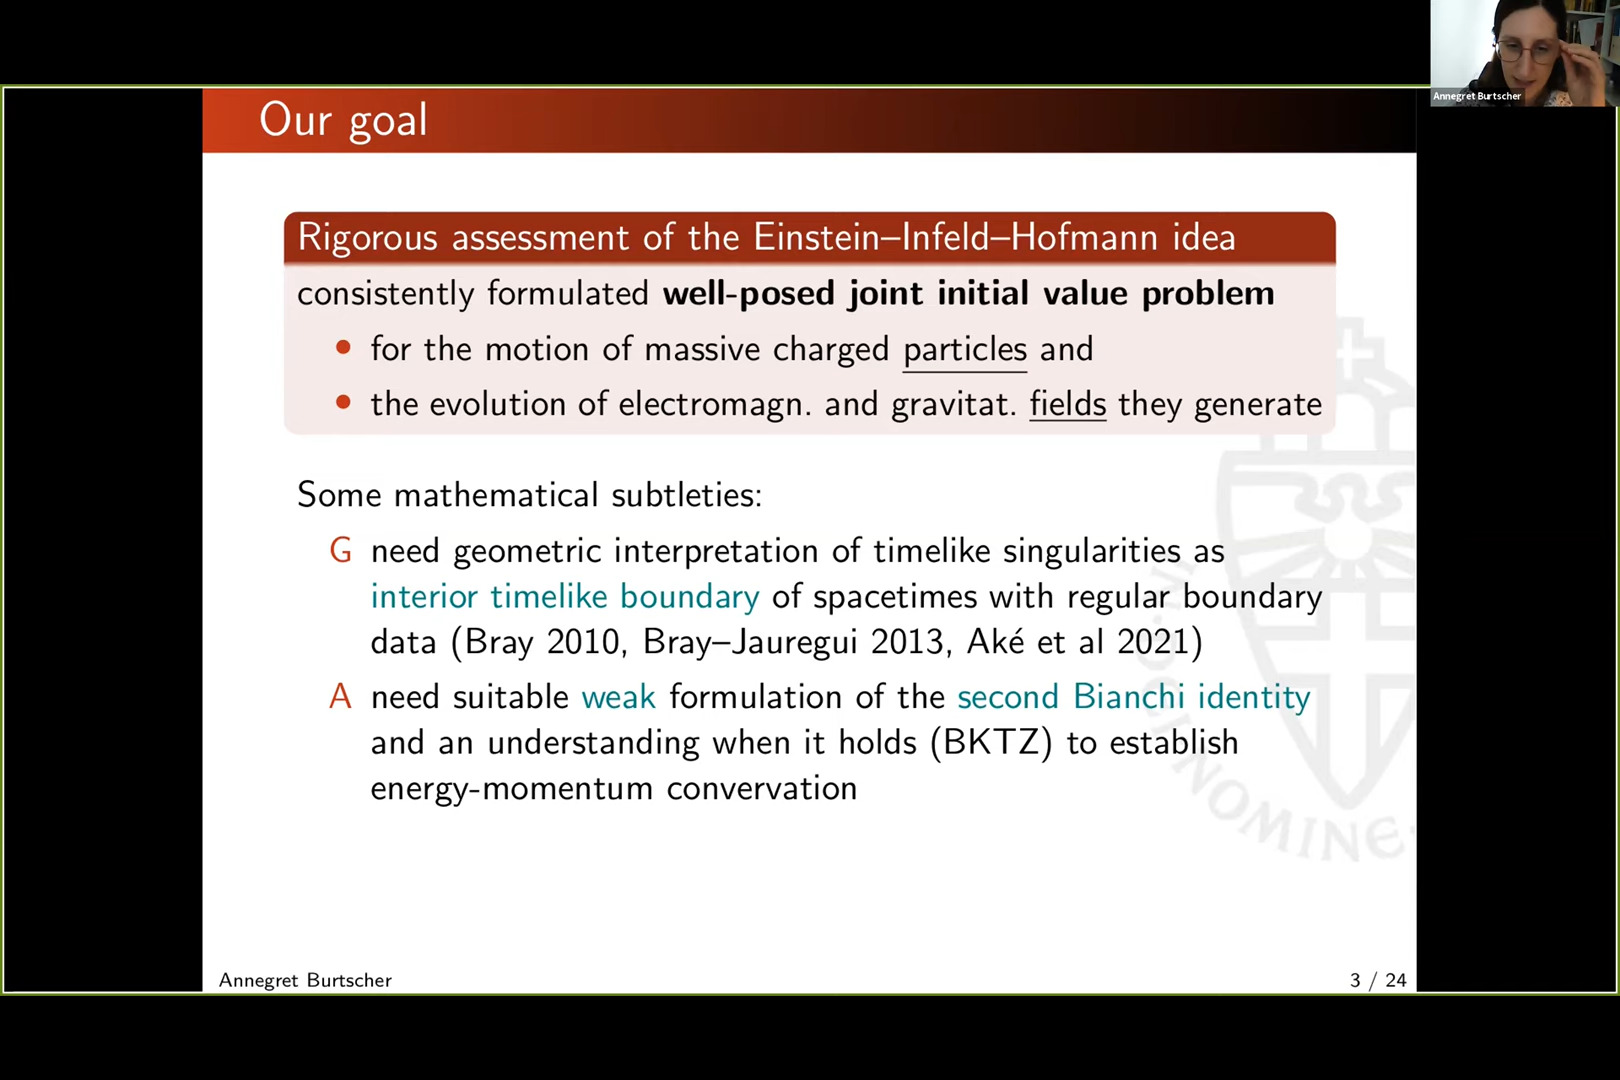 Annegret Burtscher
Our goal
Rigorous assessment of the Einstein–Infeld–Hofmann idea
consistently formulated well-posed joint initial value problem
• for the motion of massive charged particles and
• the evolution of electromagn. and gravitat. fields they generate
Some mathematical subtleties:
G need geometric interpretation of timelike singularities as
interior timelike boundary of spacetimes with regular boundary
data (Bray 2010, Bray–Jauregui 2013, Aké et al 2021)
A need suitable weak formulation of the second Bianchi identity
and an understanding when it holds (BKTZ) to establish
energy-momentum convervation
NOMINE
Annegret Burtscher
3 / 24